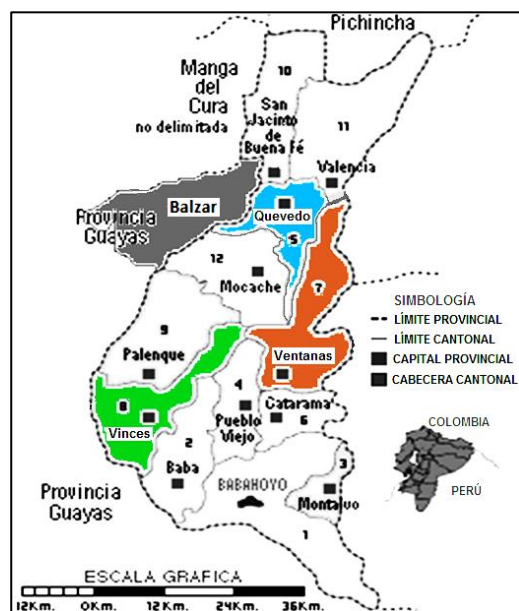 Pichincha
Manga
del
Cura
no delimitada
10
San
Jacinto
de
Buena Fé
11
Valencia
Balzar
Provincia
Guayas
Quevedo
5
12
Mocache
7
SIMBOLOGÍA
LÍMITE PROVINCIAL
LÍMITE CANTONAL
CAPITAL PROVINCIAL
CABECERA CANTONAL
9
Palenque
Ventanas
4
Pueblo
Viejo
Catarama
6
8
Vinces
2
Baba
COLOMBIA
PERÚ
Provincia
Guayas
BABAHOYO
3
Montalvo
1
ESCALA GRAFICA
12Km. 0Km. 12 Km. 24Km. 36Km.